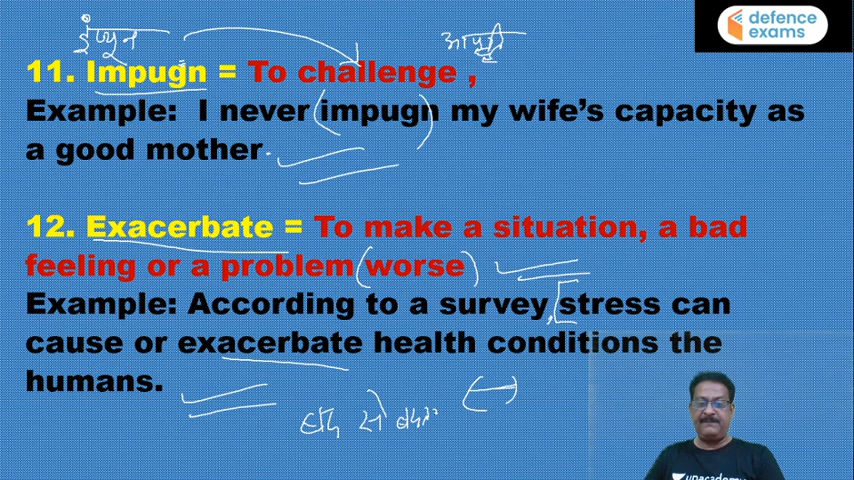 इंप्युन
defence
exams
11. Impugn = To challenge ,
Example: I never impugn my wife's capacity as
a good mother.
12. Exacerbate = To make a situation, a bad
feeling or a problem worse
Example: According to a survey, stress can
cause or exacerbate health conditions the
humans.
unacademy